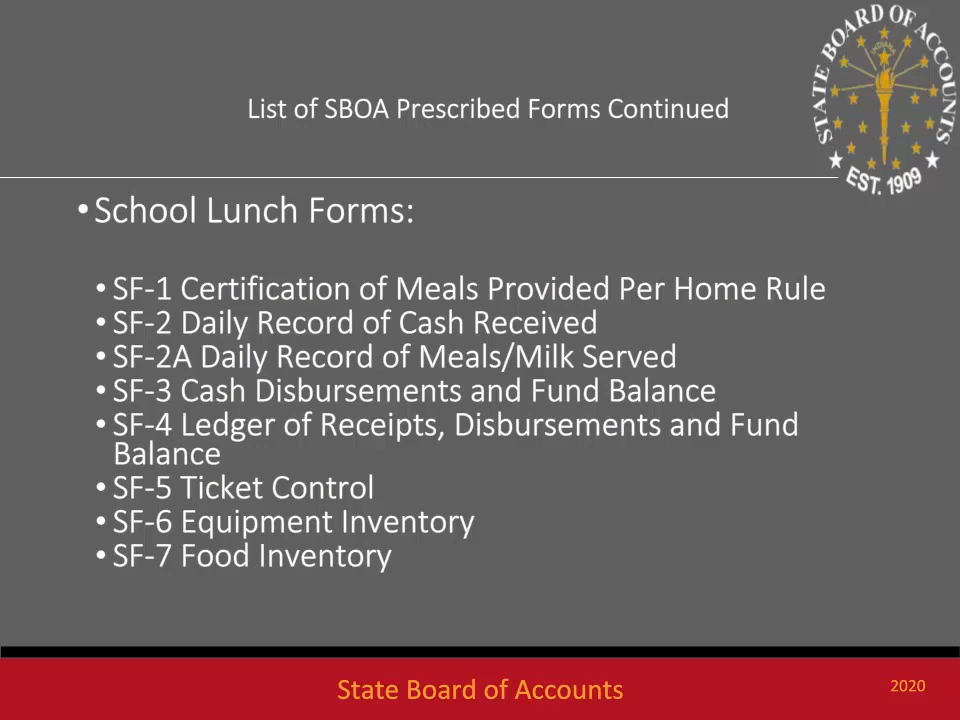 STATE BOARD OF ACCOUNTS
INDIANA
EST. 1909
List of SBOA Prescribed Forms Continued
• School Lunch Forms:
• SF-1 Certification of Meals Provided Per Home Rule
• SF-2 Daily Record of Cash Received
• SF-2A Daily Record of Meals/Milk Served
• SF-3 Cash Disbursements and Fund Balance
• SF-4 Ledger of Receipts, Disbursements and Fund
Balance
• SF-5 Ticket Control
• SF-6 Equipment Inventory
• SF-7 Food Inventory
State Board of Accounts
2020